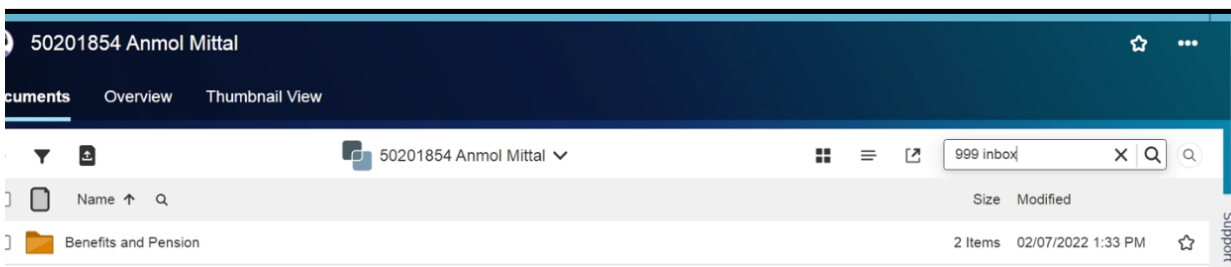 50201854 Anmol Mittal
cuments Overview Thumbnail View
50201854 Anmol Mittal 999 inbox
Name Size Modified
Benefits and Pension 2 Items 02/07/2022 1:33 PM
Support